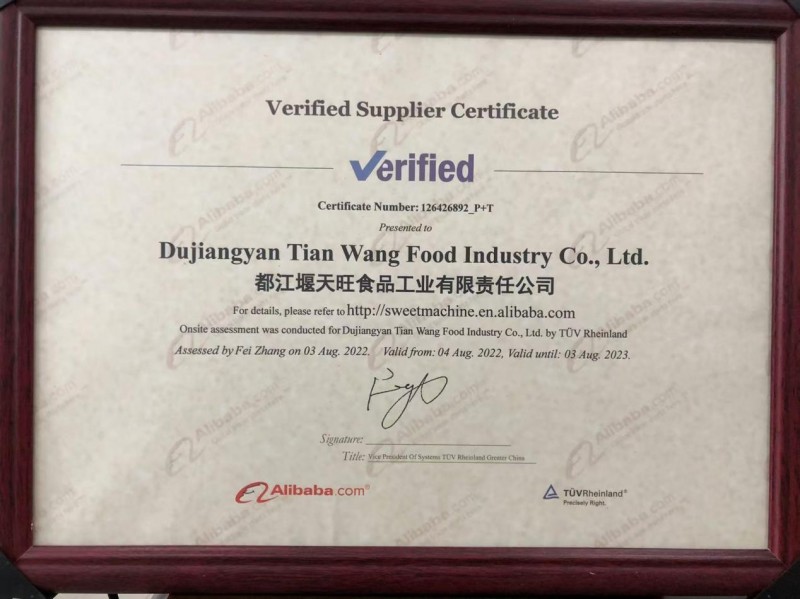 Verified Supplier Certificate
Verified
Certificate Number: 126426892_P+T
Presented to
Dujiangyan Tian Wang Food Industry Co., Ltd.
都江堰天旺食品工业有限责任公司
For details, please refer to http://sweetmachine.en.alibaba.com
Onsite assessment was conducted for Dujiangyan Tian Wang Food Industry Co., Ltd. by TÜV Rheinland
Assessed by Fei Zhang on 03 Aug. 2022. Valid from: 04 Aug. 2022, Valid until: 03 Aug. 2023.
Signature:
Title: Vice President Of Systems TÜV Rheinland Greater China
Alibaba.com®
TÜVRheinland®
Precisely Right.